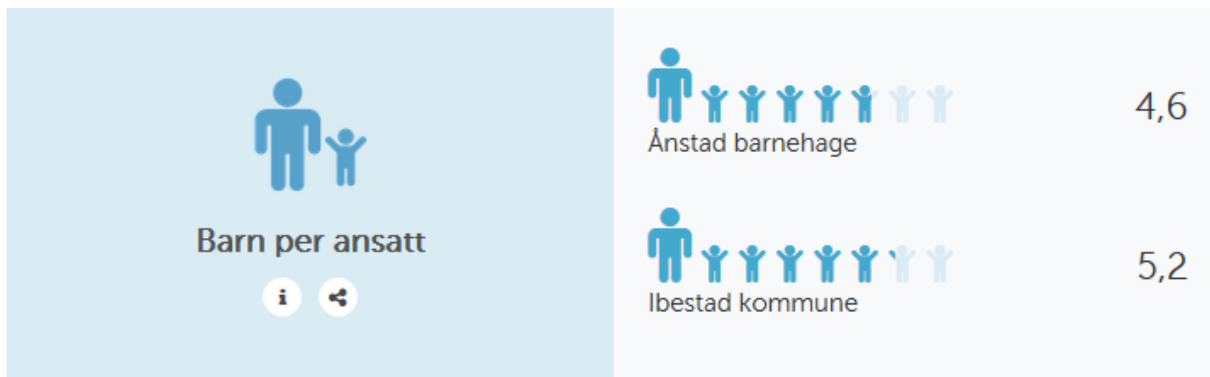 Barn per ansatt
i
4,6
Ånstad barnehage
5,2
Ibestad kommune